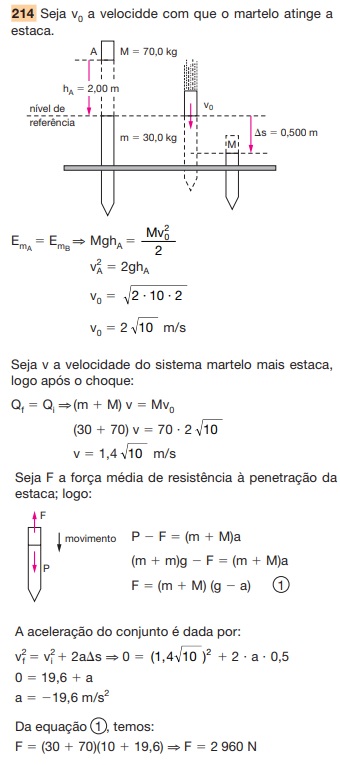 214 Seja v₀ a velocidde com que o martelo atinge a
estaca.
A M = 70,0 kg
hA = 2,00 m
nível de
referência
v₀
Δs = 0,500 m
m = 30,0 kg
M
EmA = EmB ⇒ MghA = Mv₀²/2
vA² = 2ghA
v₀ = √(2 · 10 · 2)
v₀ = 2√10 m/s
Seja v a velocidade do sistema martelo mais estaca,
logo após o choque:
Qf = Qi ⇒ (m + M) v = Mv₀
(30 + 70) v = 70 · 2√10
v = 1,4√10 m/s
Seja F a força média de resistência à penetração da
estaca; logo:
F
movimento
P
P – F = (m + M)a
(m + m)g – F = (m + M)a
F = (m + M) (g – a) ①
A aceleração do conjunto é dada por:
vf² = vi² + 2aΔs ⇒ 0 = (1,4√10)² + 2 · a · 0,5
0 = 19,6 + a
a = –19,6 m/s²
Da equação ①, temos:
F = (30 + 70)(10 + 19,6) ⇒ F = 2 960 N